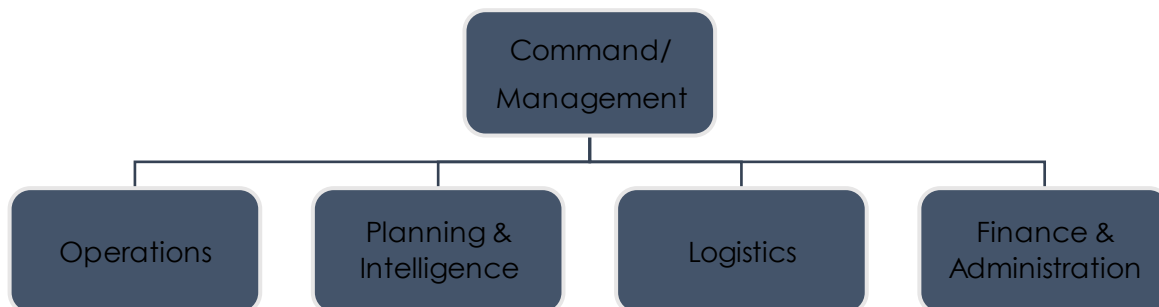 Command/
Management
Operations
Planning &
Intelligence
Logistics
Finance &
Administration